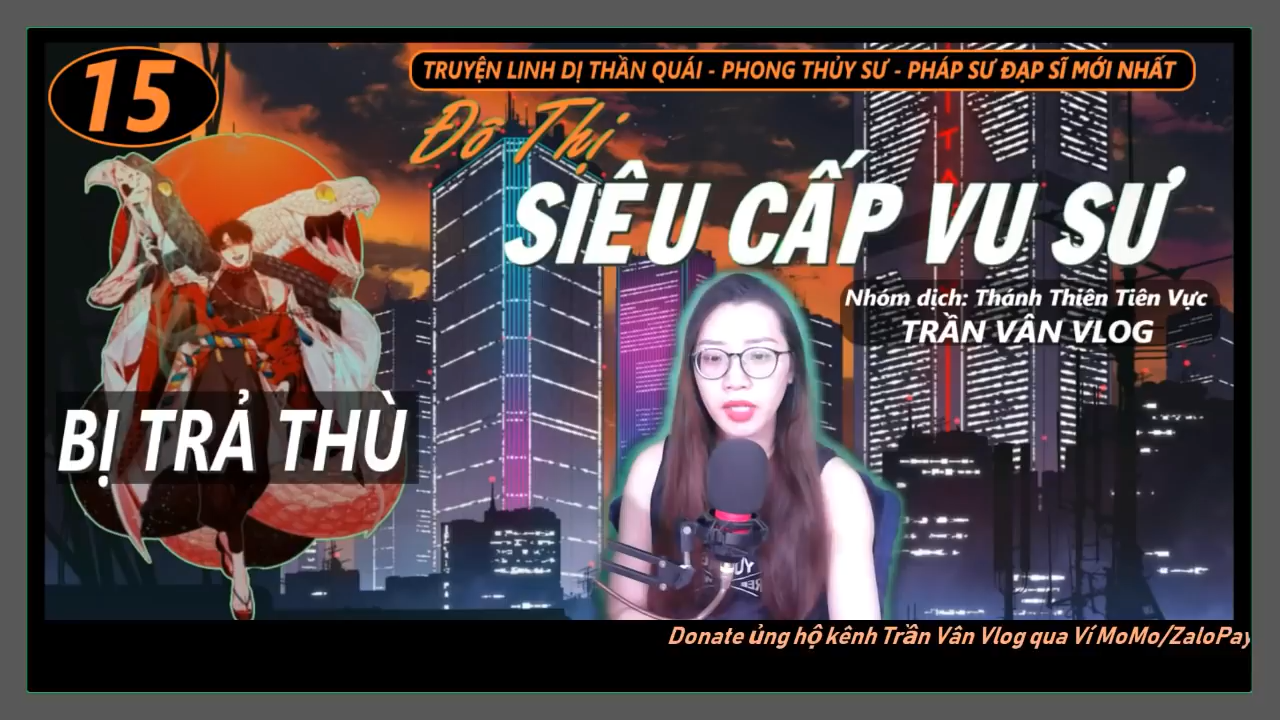 15
TRUYỆN LINH DỊ THẦN QUÁI - PHONG THỦY SƯ - PHÁP SƯ ĐẠP SĨ MỚI NHẤT
Đô Thị
SIÊU CẤP VU SƯ
Nhóm dịch: Thánh Thiên Tiên Vực
TRẦN VÂN VLOG
BỊ TRẢ THÙ
Donate ủng hộ kênh Trần Vân Vlog qua Ví MoMo/ZaloPay